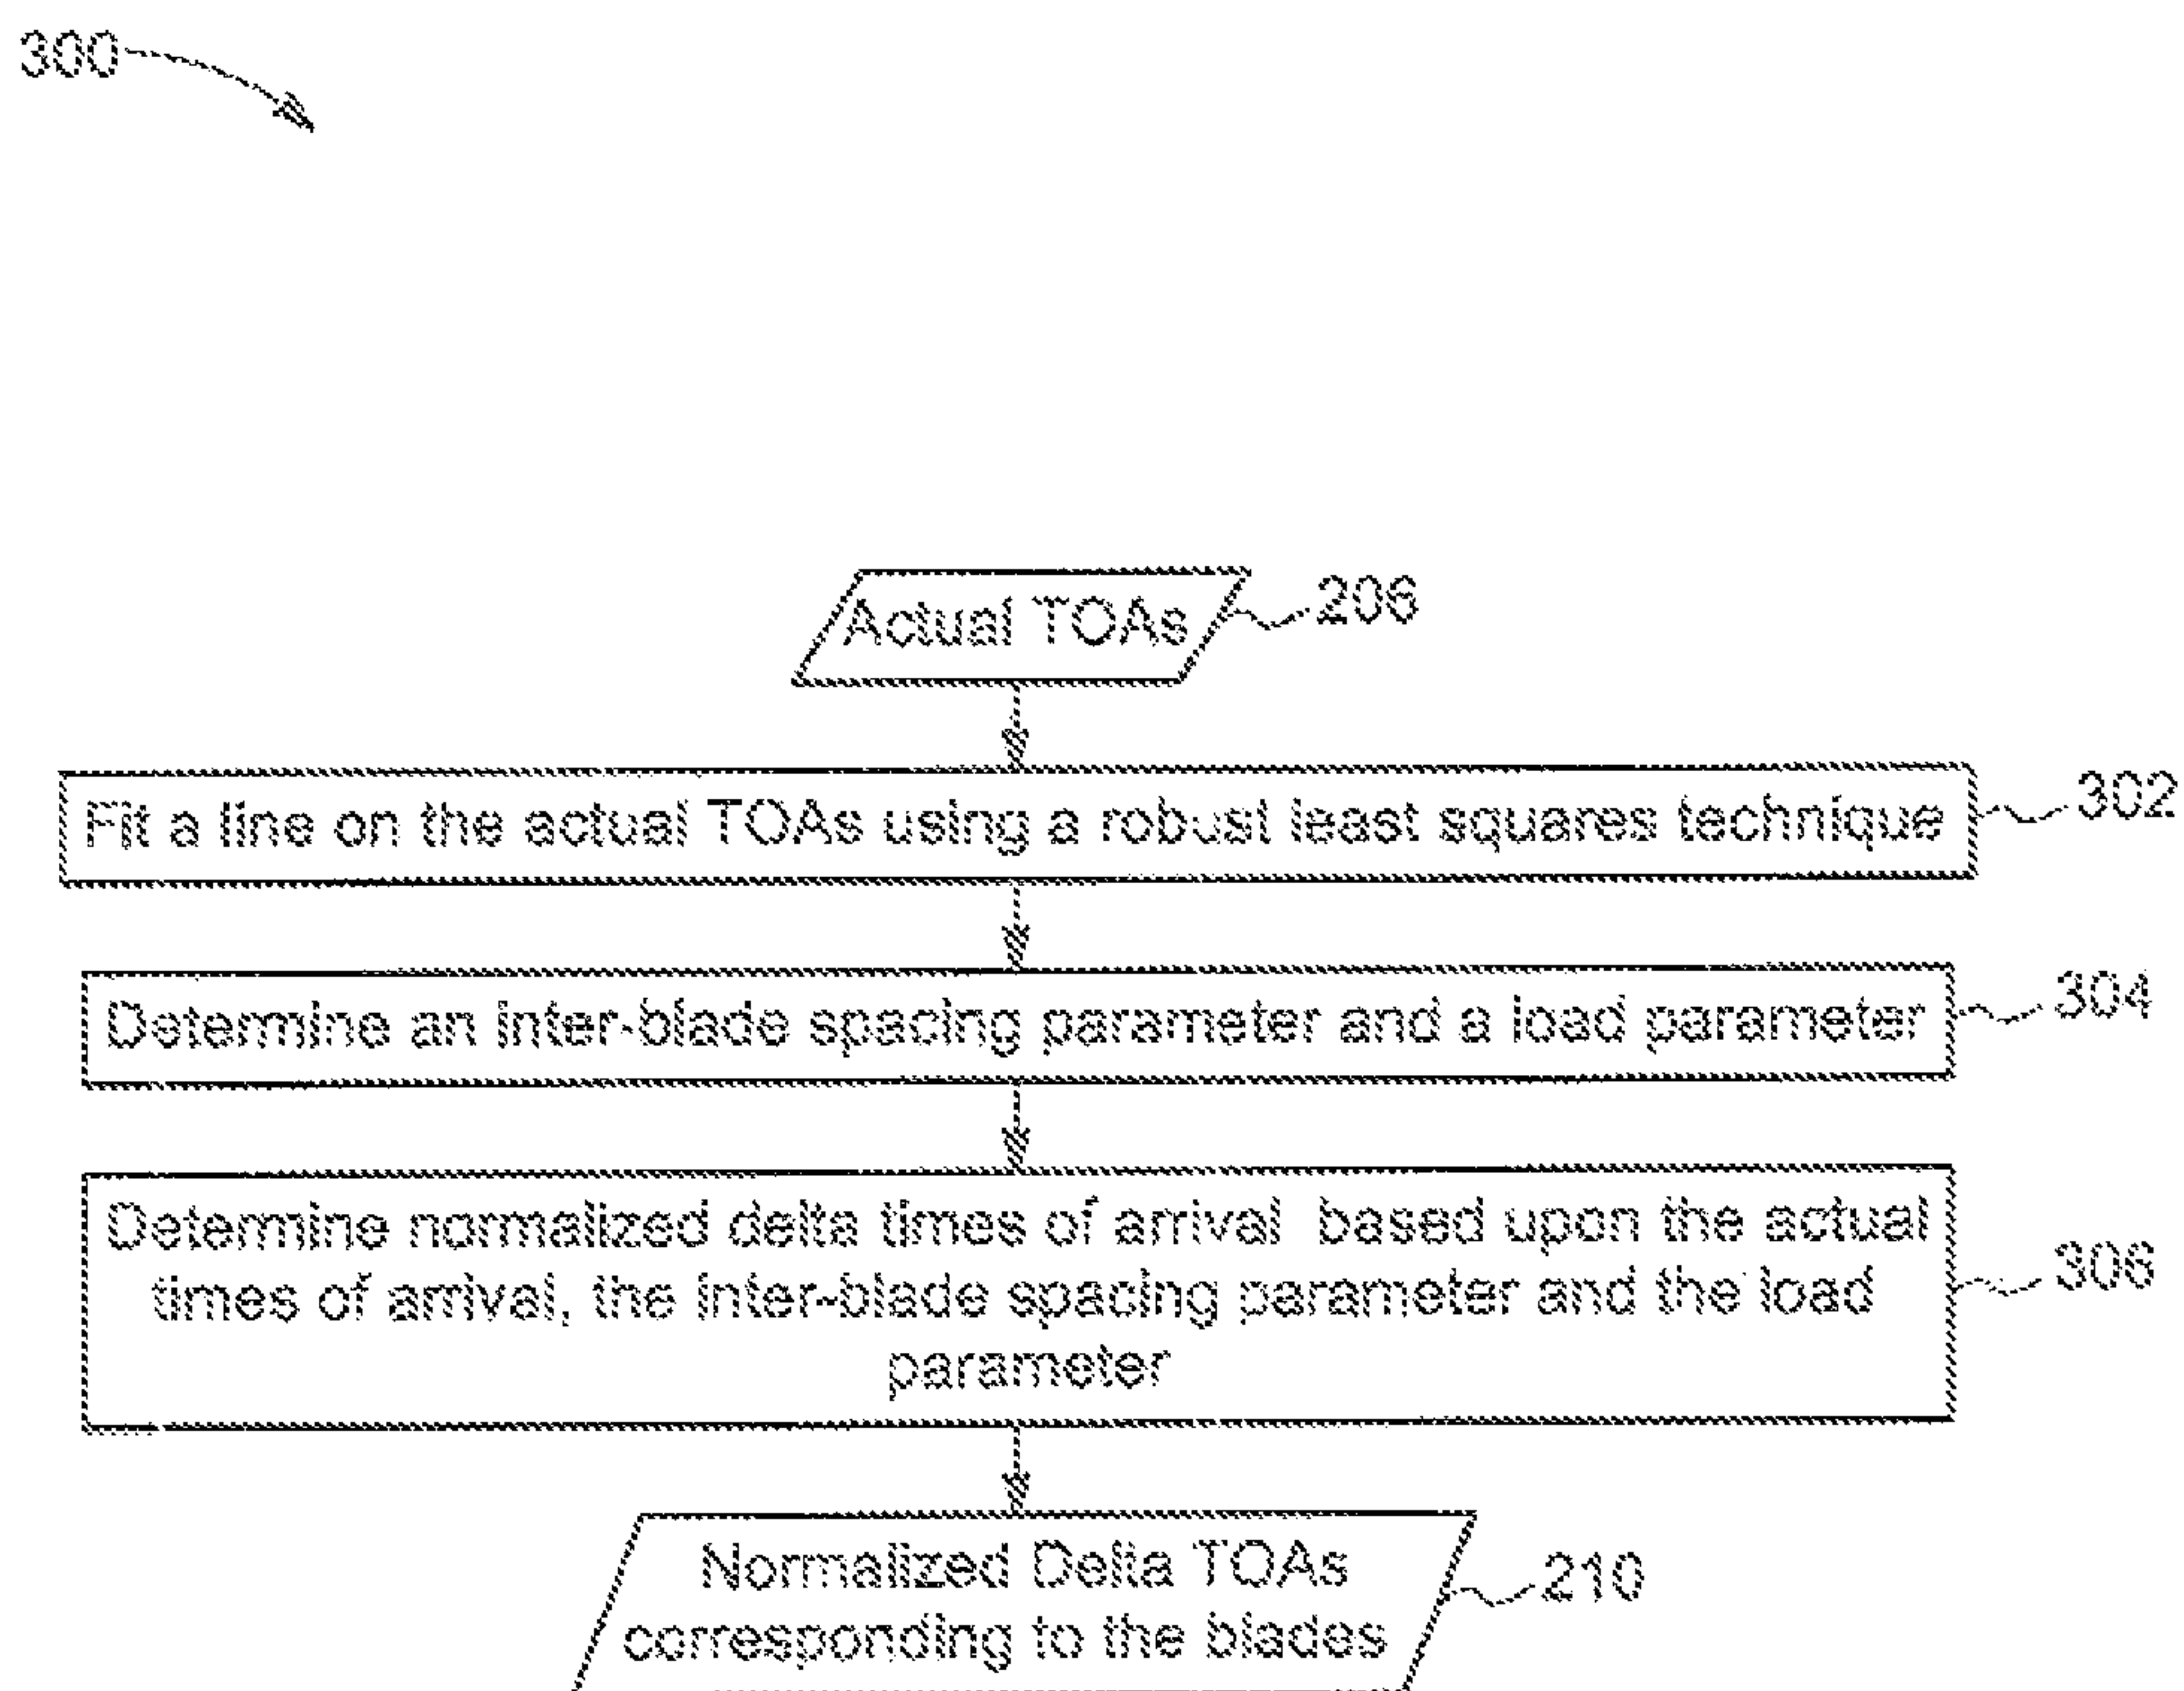 300
Actual TOAs
206
Fit a line on the actual TOAs using a robust least squares technique
302
Determine an inter-blade spacing parameter and a load parameter
304
Determine normalized delta times of arrival based upon the actual
times of arrival, the inter-blade spacing parameter and the load
parameter
306
Normalized Delta TOAs
corresponding to the blades
210